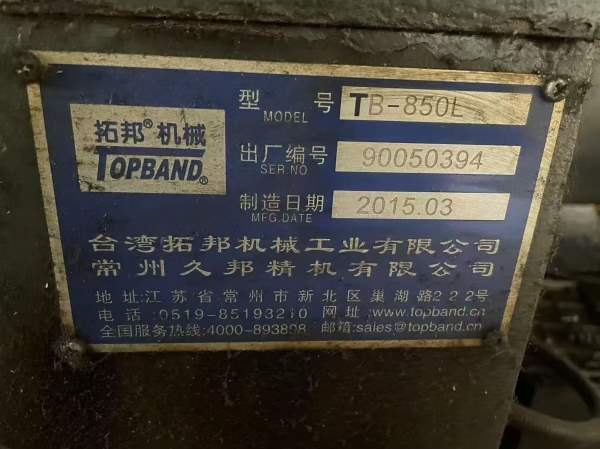 拓邦®机械
TOPBAND®
型号 TB-850L
MODEL
出厂编号 90050394
SER.NO
制造日期 2015.03
MFG.DATE
台湾拓邦机械工业有限公司
常州久邦精机有限公司
地址:江苏省常州市新北区巢湖路222号
电话:0519-85193210 网址:www.topband.cn
全国服务热线:4000-893898 邮箱:sales@topband.cn